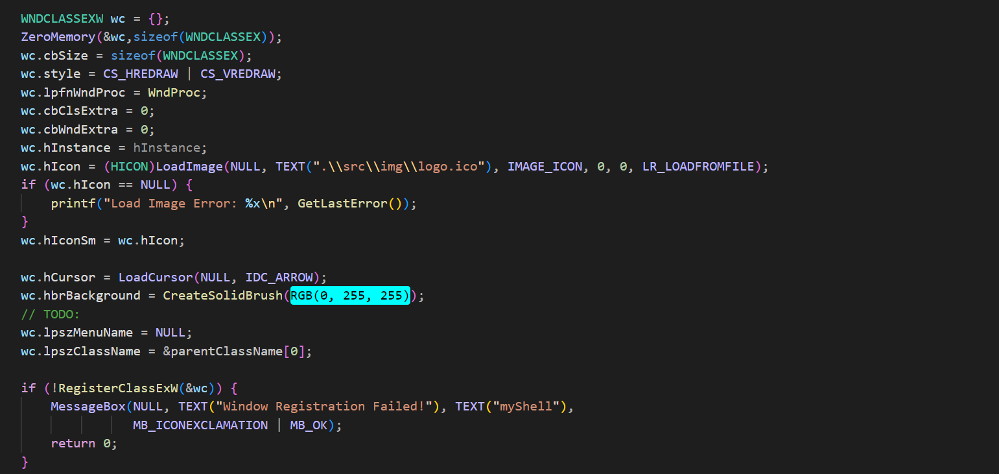 WNDCLASSEXW wc = {};
ZeroMemory(&wc,sizeof(WNDCLASSEX));
wc.cbSize = sizeof(WNDCLASSEX);
wc.style = CS_HREDRAW | CS_VREDRAW;
wc.lpfnWndProc = WndProc;
wc.cbClsExtra = 0;
wc.cbWndExtra = 0;
wc.hInstance = hInstance;
wc.hIcon = (HICON)LoadImage(NULL, TEXT(".\\src\\img\\logo.ico"), IMAGE_ICON, 0, 0, LR_LOADFROMFILE);
if (wc.hIcon == NULL) {
    printf("Load Image Error: %x\n", GetLastError());
}
wc.hIconSm = wc.hIcon;

wc.hCursor = LoadCursor(NULL, IDC_ARROW);
wc.hbrBackground = CreateSolidBrush(RGB(0, 255, 255));
// TODO:
wc.lpszMenuName = NULL;
wc.lpszClassName = &parentClassName[0];

if (!RegisterClassExW(&wc)) {
    MessageBox(NULL, TEXT("Window Registration Failed!"), TEXT("myShell"),
               MB_ICONEXCLAMATION | MB_OK);
    return 0;
}